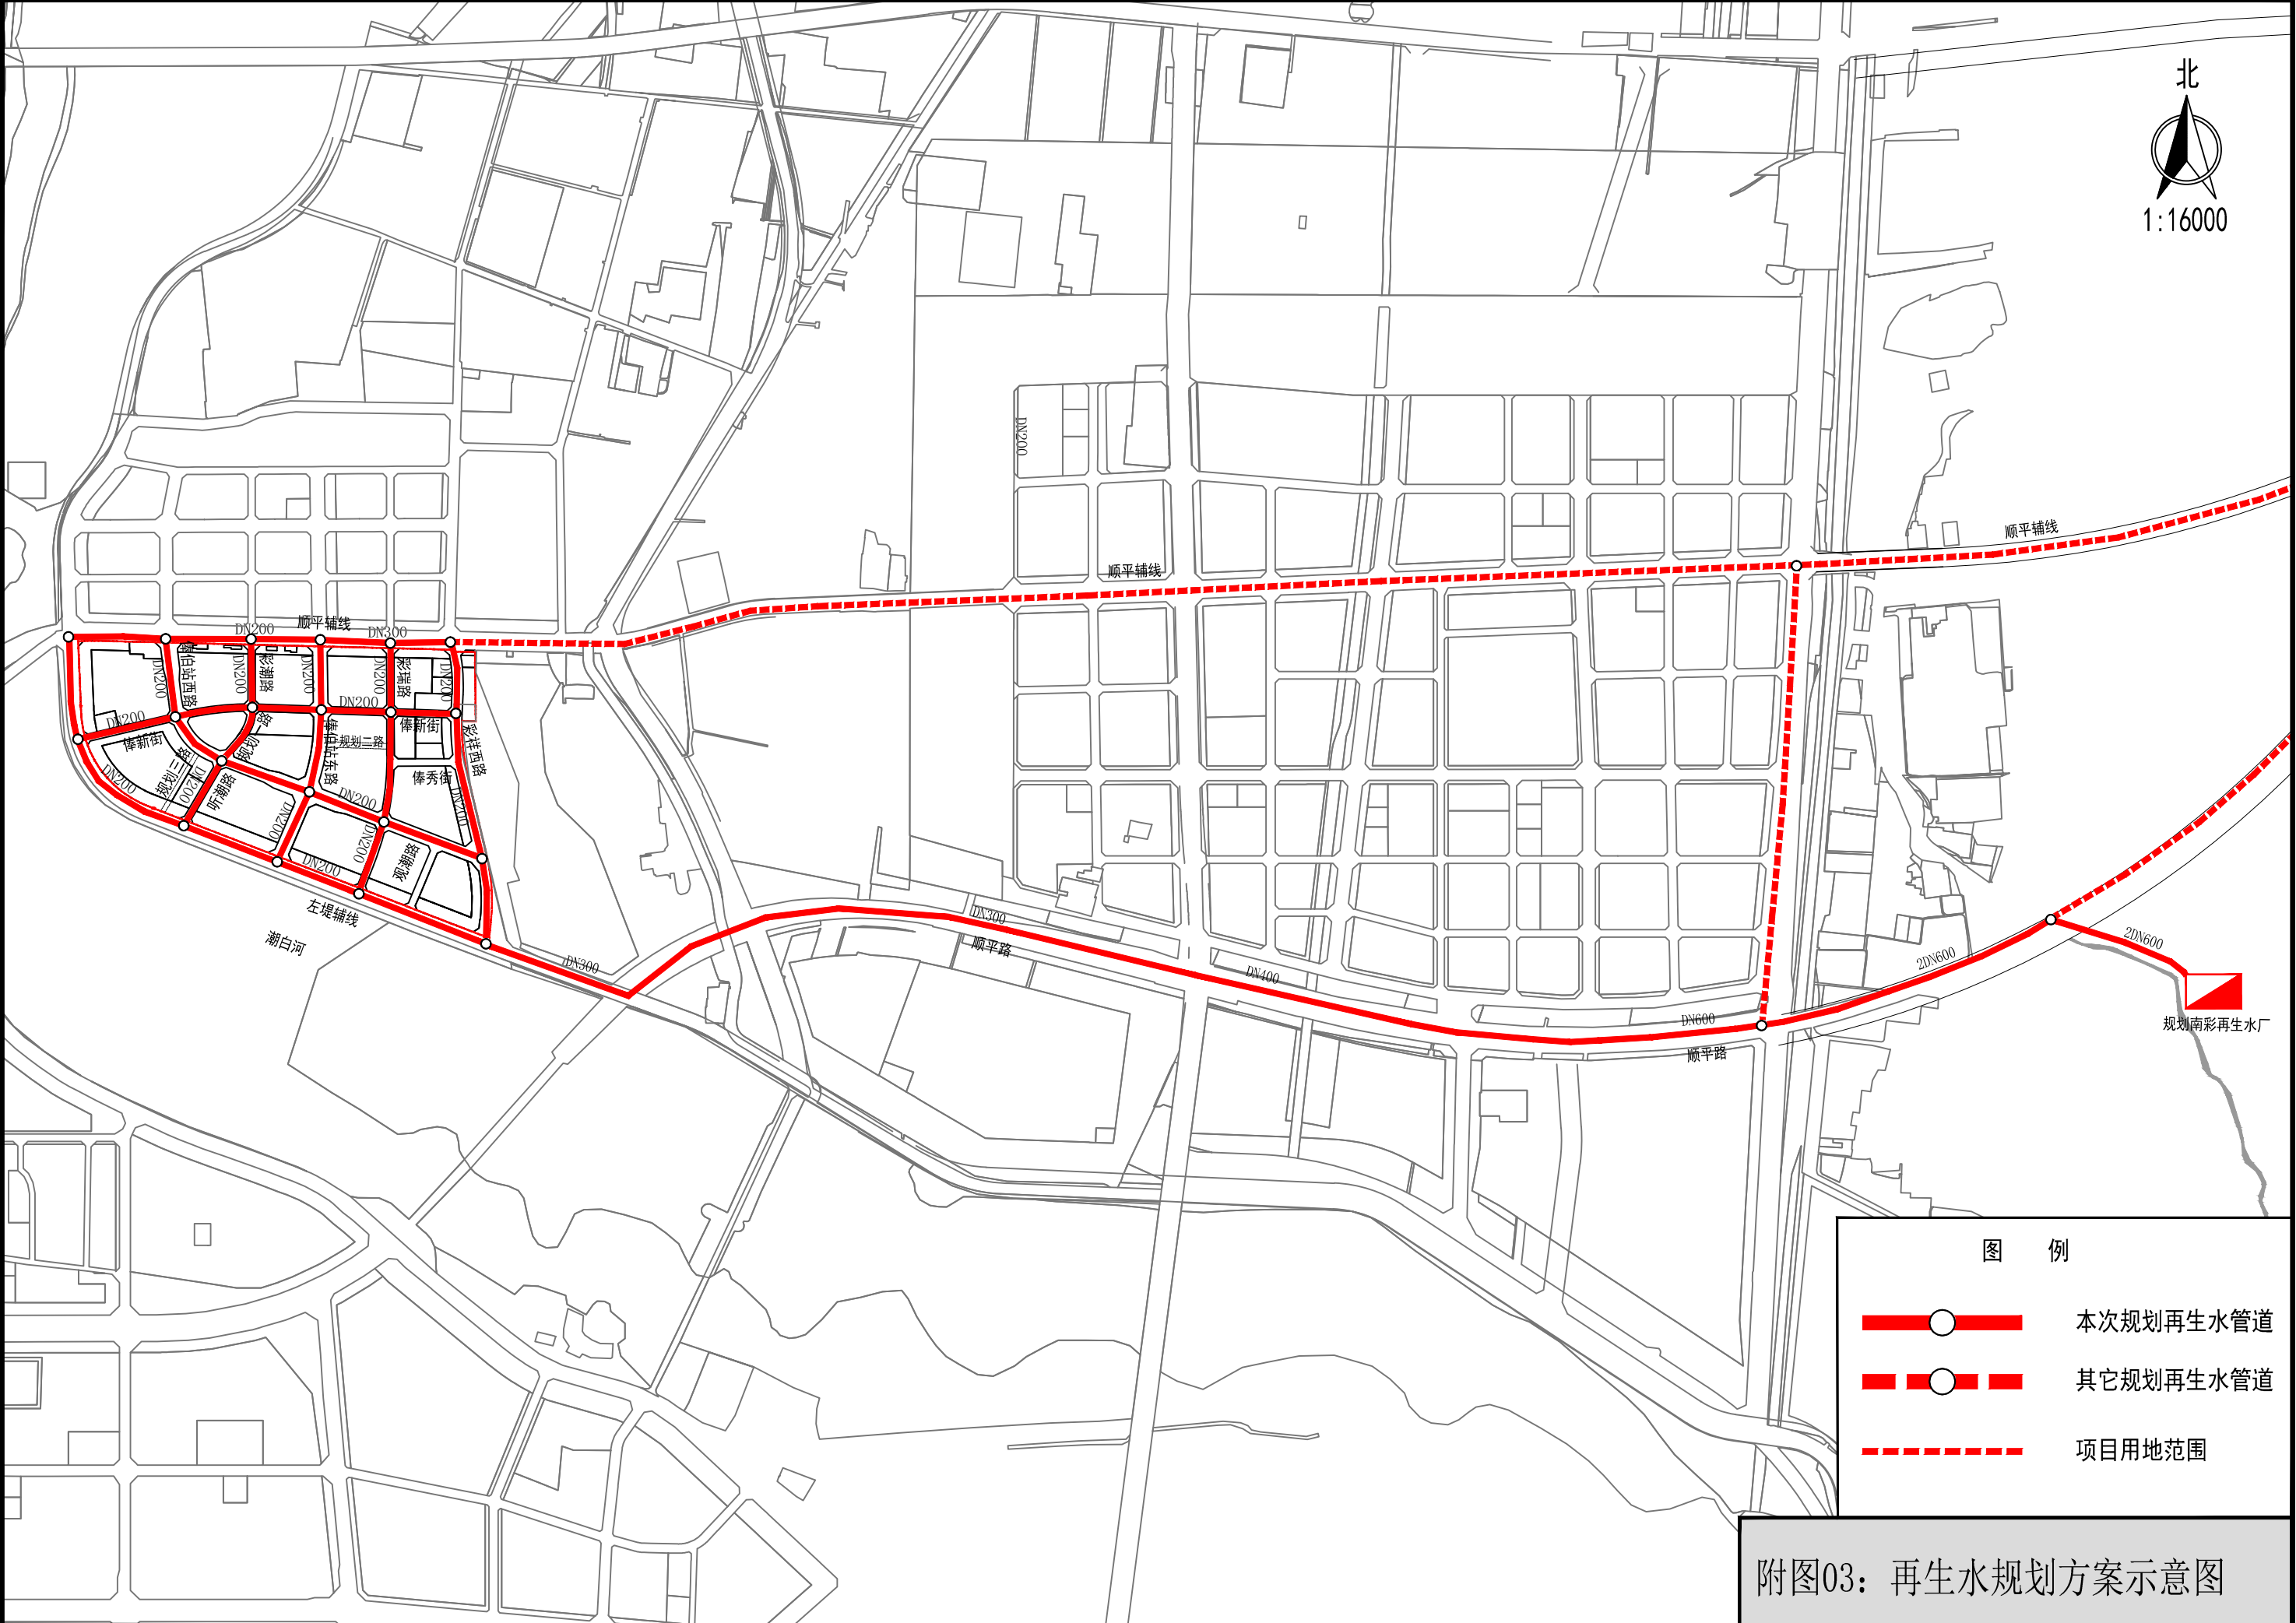 北
1:16000
DN200
顺平辅线
顺平辅线
顺平辅线
DN200
DN300
DN200
俸伯站西路
DN200
彩潮路
DN200
DN200
彩瑞路
DN200
DN200
俸新街
DN200
俸新街
规划一路
俸伯站东路
规划二路
彩祥西路
俸秀街
DN200
规划三路
DN200
听潮路
DN200
DN200
DN200
DN200
观潮路
DN200
左堤辅线
潮白河
DN300
DN300
顺平路
DN400
DN600
顺平路
2DN600
2DN600
规划南彩再生水厂
图 例
本次规划再生水管道
其它规划再生水管道
项目用地范围
附图03：再生水规划方案示意图